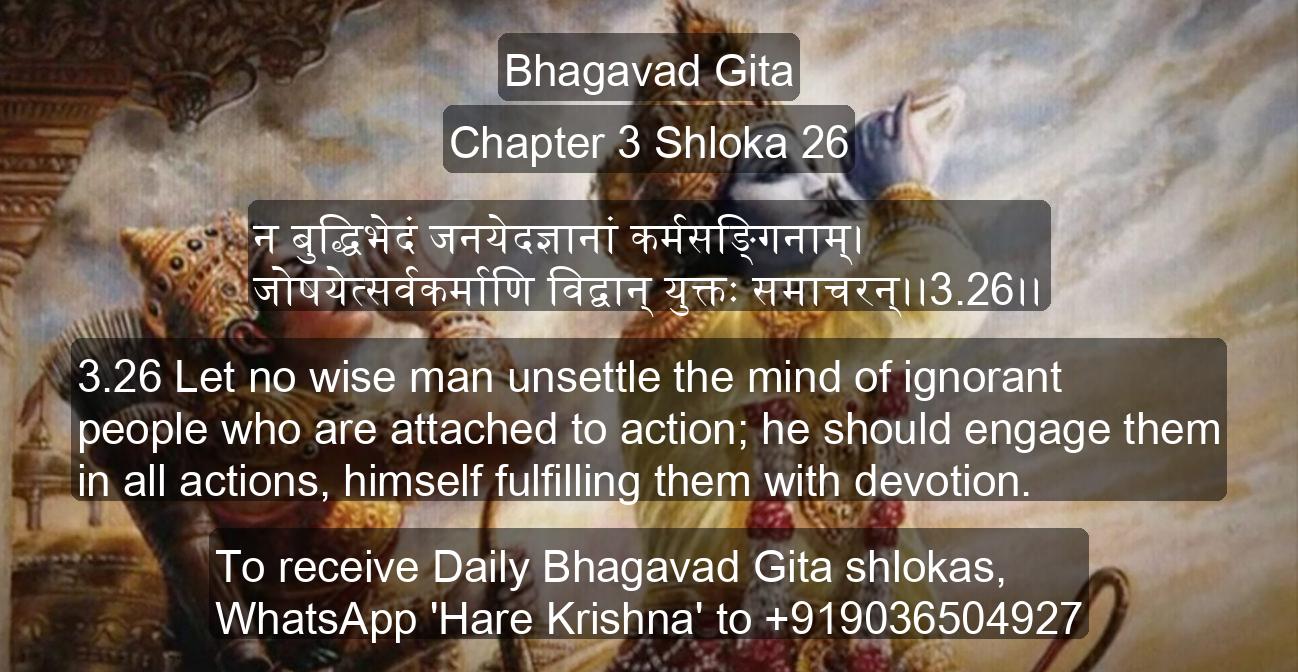 Bhagavad Gita
Chapter 3 Shloka 26
न बुद्धिभेदं जनयेदज्ञानां कर्मसङ्गिनाम्।
जोषयेत्सर्वकर्माणि विद्वान् युक्तः समाचरन्।।3.26।।
3.26 Let no wise man unsettle the mind of ignorant
people who are attached to action; he should engage them
in all actions, himself fulfilling them with devotion.
To receive Daily Bhagavad Gita shlokas,
WhatsApp 'Hare Krishna' to +919036504927